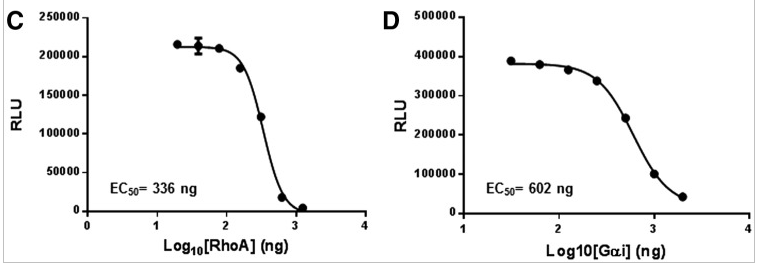 C
250000
200000
150000
100000
50000
0
RLU
EC50= 336 ng
0 1 2 3 4
Log10[RhoA] (ng)
D
500000
400000
300000
200000
100000
0
RLU
EC50= 602 ng
1 2 3 4
Log10[Gαi] (ng)